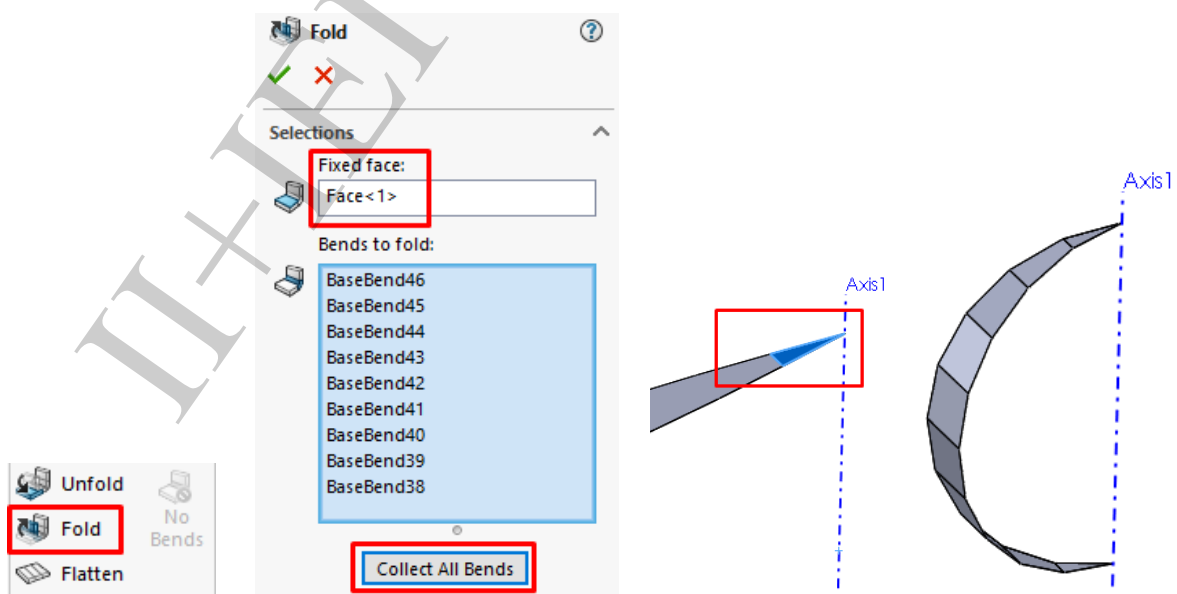 Fold
Selections
Fixed face:
Face<1>
Bends to fold:
BaseBend46
BaseBend45
BaseBend44
BaseBend43
BaseBend42
BaseBend41
BaseBend40
BaseBend39
BaseBend38
Collect All Bends
Unfold
Fold
Flatten
No
Bends
Axis1
Axis1